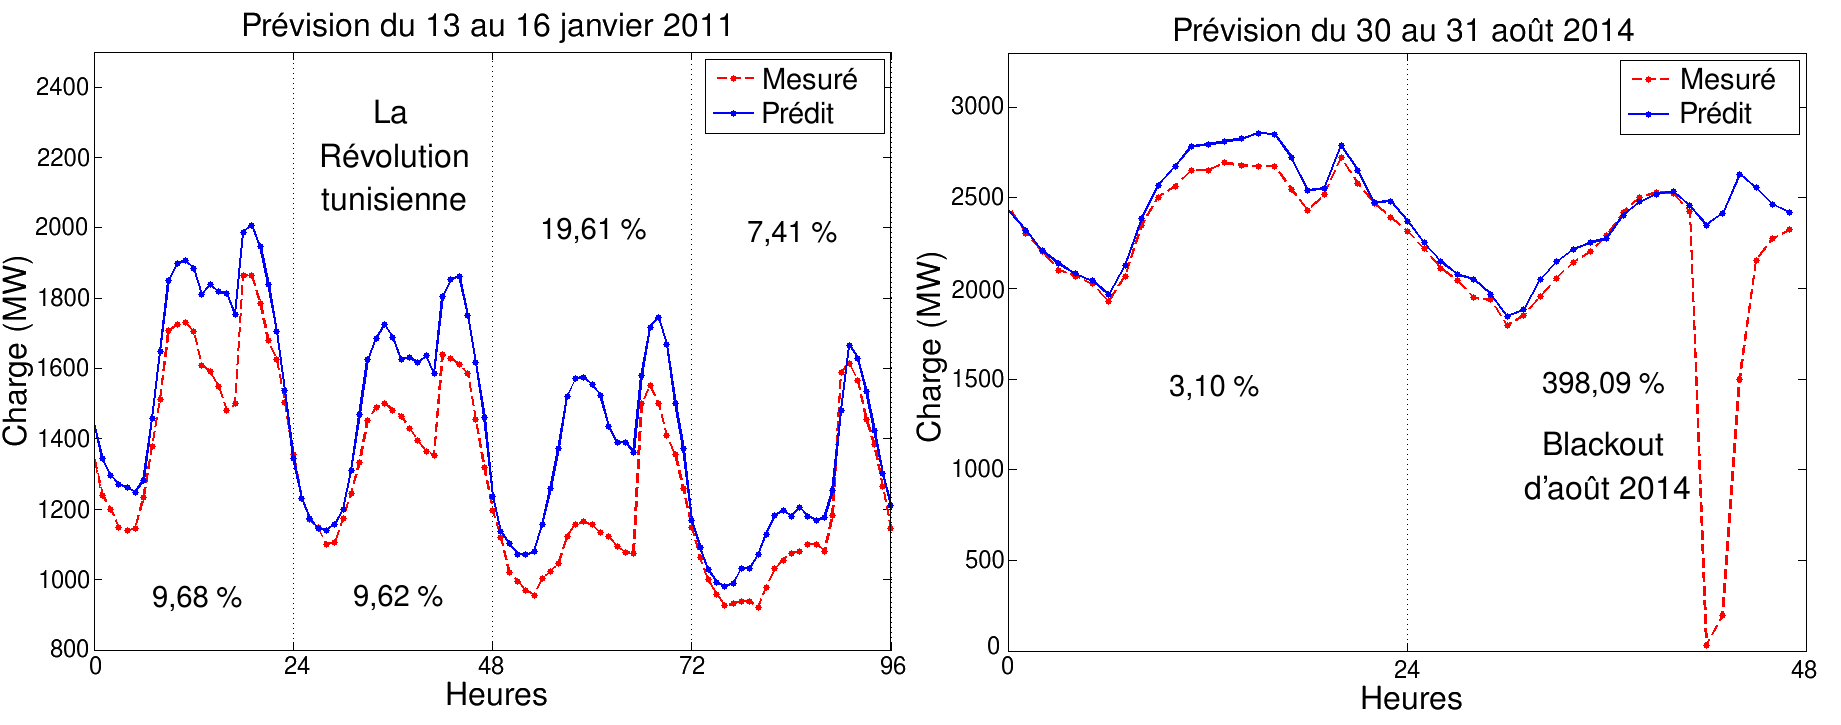 Prévision du 13 au 16 janvier 2011
Mesuré
Prédit
La
Révolution
tunisienne
19,61 %
7,41 %
9,68 %
9,62 %
Charge (MW)
2400
2200
2000
1800
1600
1400
1200
1000
800
0
24
48
72
96
Heures
Prévision du 30 au 31 août 2014
Mesuré
Prédit
3,10 %
398,09 %
Blackout
d'août 2014
Charge (MW)
3000
2500
2000
1500
1000
500
0
0
24
48
Heures